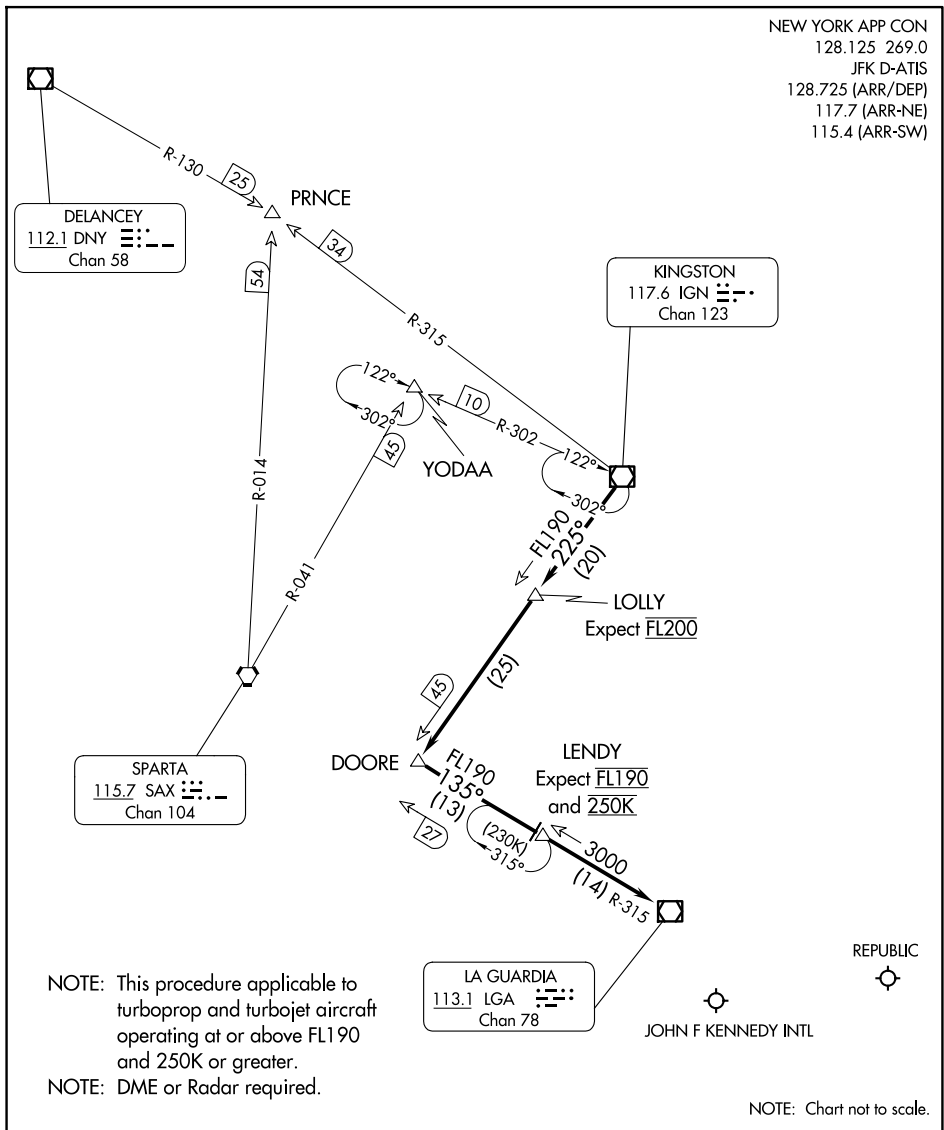 NEW YORK APP CON
128.125 269.0
JFK D-ATIS
128.725 (ARR/DEP)
117.7 (ARR-NE)
115.4 (ARR-SW)
R-130
25
PRNCE
DELANCEY
112.1 DNY
Chan 58
54
34
R-315
KINGSTON
117.6 IGN
Chan 123
122°
302°
10
R-302
122°
302°
45
YODAA
R-014
R-041
FL190
225°
(20)
LOLLY
Expect FL200
(25)
45
SPARTA
115.7 SAX
Chan 104
DOORE
FL190
135°
(13)
27
LENDY
Expect FL190
and 250K
(230K)
315°
3000
(14)
R-315
LA GUARDIA
113.1 LGA
Chan 78
REPUBLIC
JOHN F KENNEDY INTL
NOTE: This procedure applicable to
turboprop and turbojet aircraft
operating at or above FL190
and 250K or greater.
NOTE: DME or Radar required.
NOTE: Chart not to scale.